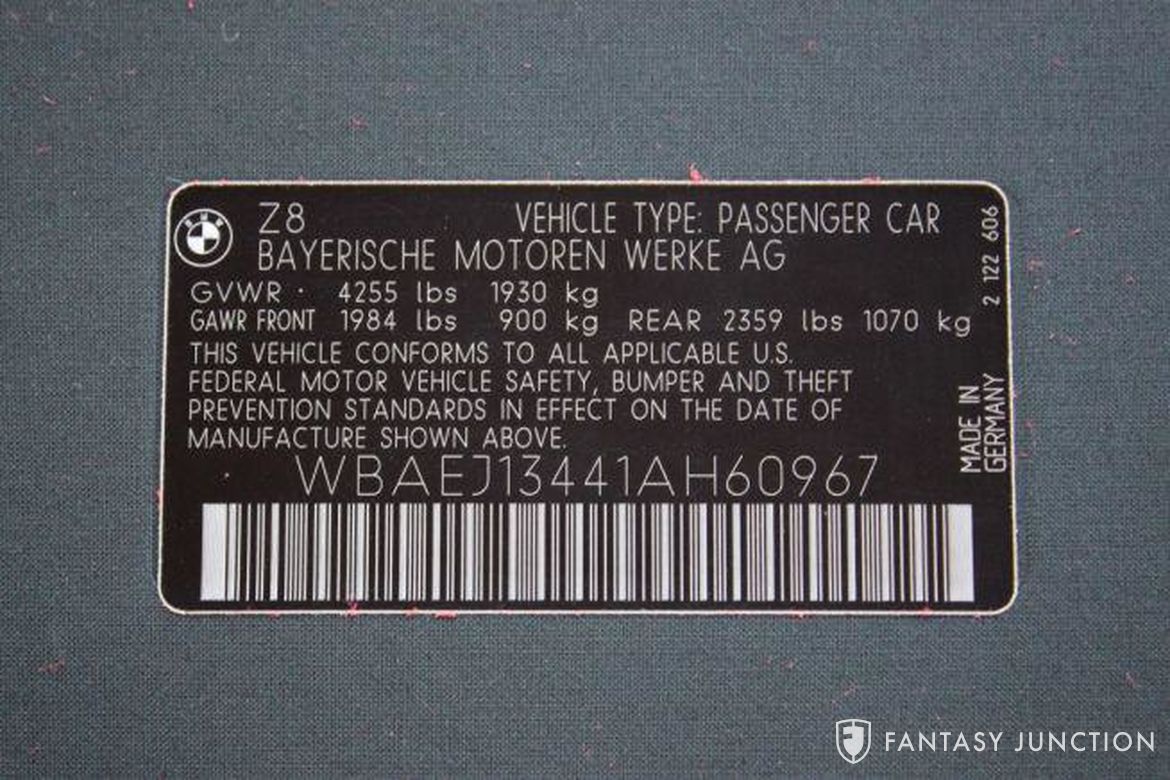 BMW
Z8 VEHICLE TYPE: PASSENGER CAR
BAYERISCHE MOTOREN WERKE AG
GVWR · 4255 lbs 1930 kg
GAWR FRONT 1984 lbs 900 kg REAR 2359 lbs 1070 kg
THIS VEHICLE CONFORMS TO ALL APPLICABLE U.S.
FEDERAL MOTOR VEHICLE SAFETY, BUMPER AND THEFT
PREVENTION STANDARDS IN EFFECT ON THE DATE OF
MANUFACTURE SHOWN ABOVE.
WBAEJ13441AH60967
2 122 606
MADE IN
GERMANY
FANTASY JUNCTION